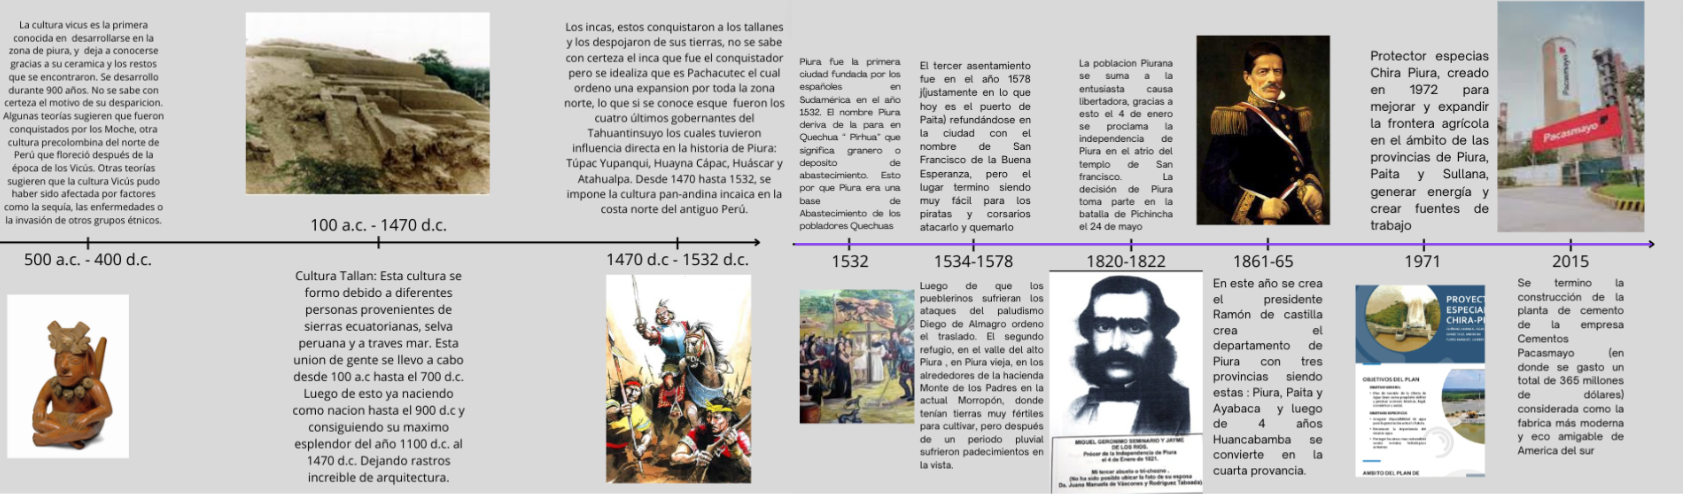 La cultura vicus es la primera
conocida en desarrollarse en la
zona de piura, y deja a conocerse
gracias a su ceramica y los restos
que se encontraron. Se desarrollo
durante 900 años. No se sabe con
certeza el motivo de su desparicion.
Algunas teorías sugieren que fueron
conquistados por los Moche, otra
cultura precolombina del norte de
Perú que floreció después de la
época de los Vicús. Otras teorías
sugieren que la cultura Vicús pudo
haber sido afectada por factores
como la sequía, las enfermedades o
la invasión de otros grupos étnicos.
500 a.c. - 400 d.c.
100 a.c. - 1470 d.c.
Cultura Tallan: Esta cultura se
formo debido a diferentes
personas provenientes de
sierras ecuatorianas, selva
peruana y a traves mar. Esta
union de gente se llevo a cabo
desde 100 a.c hasta el 700 d.c.
Luego de esto ya naciendo
como nacion hasta el 900 d.c y
consiguiendo su maximo
esplendor del año 1100 d.c. al
1470 d.c. Dejando rastros
increible de arquitectura.
Los incas, estos conquistaron a los tallanes
y los despojaron de sus tierras, no se sabe
con certeza el inca que fue el conquistador
pero se idealiza que es Pachacutec el cual
ordeno una expansion por toda la zona
norte, lo que si se conoce esque fueron los
cuatro últimos gobernantes del
Tahuantinsuyo los cuales tuvieron
influencia directa en la historia de Piura:
Túpac Yupanqui, Huayna Cápac, Huáscar y
Atahualpa. Desde 1470 hasta 1532, se
impone la cultura pan-andina incaica en la
costa norte del antiguo Perú.
1470 d.c - 1532 d.c.
Piura fue la primera
ciudad fundada por los
españoles en
Sudamérica en el año
1532. El nombre Piura
deriva de la para en
Quechua “ Pirhua” que
significa granero o
deposito de
abastecimiento. Esto
por que Piura era una
base de
Abastecimiento de los
pobladores Quechuas
1532
El tercer asentamiento
fue en el año 1578
j(justamente en lo que
hoy es el puerto de
Paita) refundándose en
la ciudad con el
nombre de San
Francisco de la Buena
Esperanza, pero el
lugar termino siendo
muy fácil para los
piratas y corsarios
atacarlo y quemarlo
1534-1578
Luego de que los
pueblerinos sufrieran los
ataques del paludismo
Diego de Almagro ordeno
el traslado. El segundo
refugio, en el valle del alto
Piura , en Piura vieja, en los
alrededores de la hacienda
Monte de los Padres en la
actual Morropón, donde
tenían tierras muy fértiles
para cultivar, pero después
de un periodo pluvial
sufrieron padecimientos en
la vista.
La poblacion Piurana
se suma a la
entusiasta causa
libertadora, gracias a
esto el 4 de enero
se proclama la
independencia de
Piura en el atrio del
templo de San
francisco. La
decisión de Piura
toma parte en la
batalla de Pichincha
el 24 de mayo
1820-1822
MIGUEL GERONIMO SEMINARIO Y JAYME
DE LOS RIOS.
Prócer de la Independencia de Piura
el 4 de Enero de 1821.
Mi tercer abuelo o tri-chozno .
(No ha sido posible ubicar la foto de su esposa
Da. Juana Manuela de Váscones y Rodríguez Taboada).
1861-65
En este año se crea
el presidente
Ramón de castilla
crea el
departamento de
Piura con tres
provincias siendo
estas : Piura, Paita y
Ayabaca y luego
de 4 años
Huancabamba se
convierte en la
cuarta provancia.
Protector especias
Chira Piura, creado
en 1972 para
mejorar y expandir
la frontera agrícola
en el ámbito de las
provincias de Piura,
Paita y Sullana,
generar energía y
crear fuentes de
trabajo
1971
PROYECT
ESPECIA
CHIRA-PI
OBJETIVOS DEL PLAN
AMBITO DEL PLAN DE
Pacasmayo
Pacasmayo
2015
Se termino la
construcción de la
planta de cemento
de la empresa
Cementos
Pacasmayo (en
donde se gasto un
total de 365 millones
de dólares)
considerada como la
fabrica más moderna
y eco amigable de
America del sur